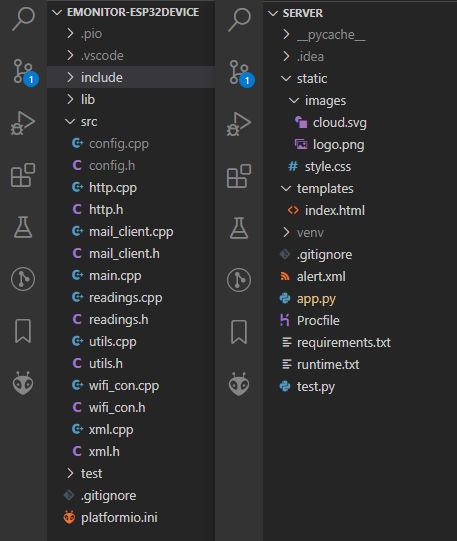 EMONITOR-ESP32DEVICE
.pio
.vscode
include
lib
src
config.cpp
config.h
http.cpp
http.h
mail_client.cpp
mail_client.h
main.cpp
readings.cpp
readings.h
utils.cpp
utils.h
wifi_con.cpp
wifi_con.h
xml.cpp
xml.h
test
.gitignore
platformio.ini
1
SERVER
__pycache__
.idea
static
images
cloud.svg
logo.png
style.css
templates
index.html
venv
.gitignore
alert.xml
app.py
Procfile
requirements.txt
runtime.txt
test.py
1